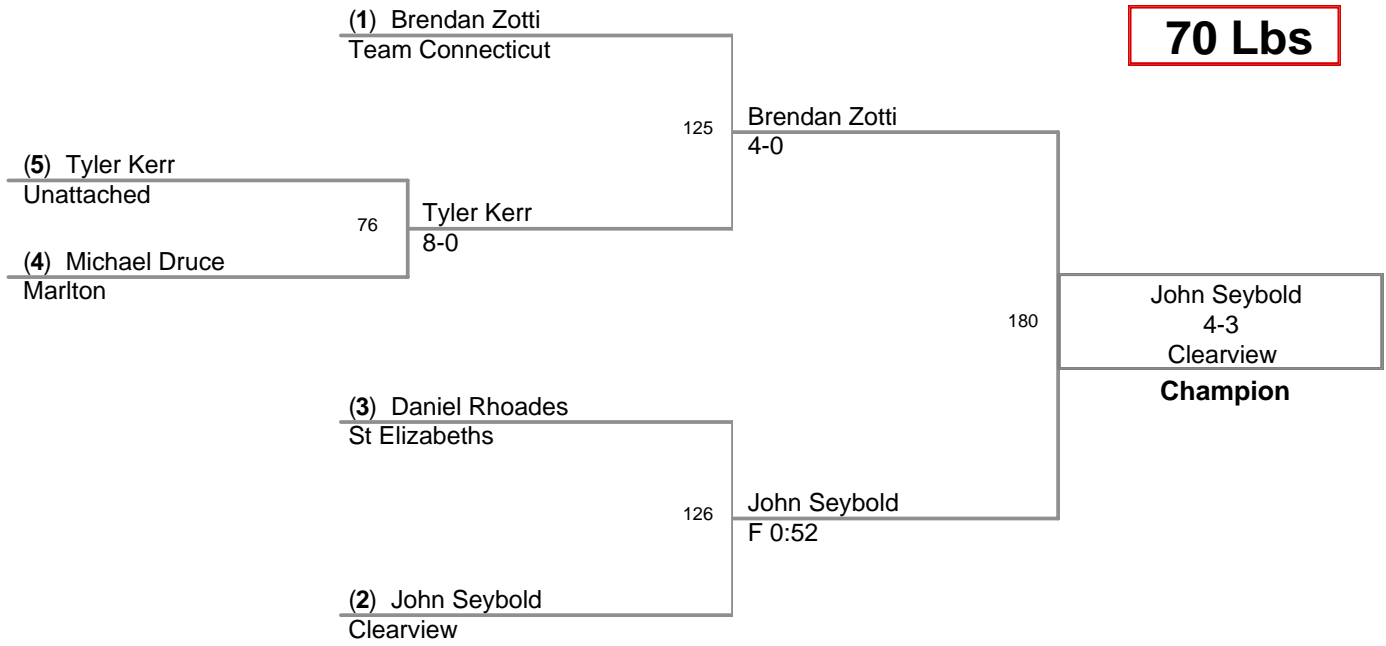 (1) Brendan Zotti
Team Connecticut
70 Lbs
125
Brendan Zotti
4-0
(5) Tyler Kerr
Unattached
76
Tyler Kerr
8-0
(4) Michael Druce
Marlton
180
John Seybold
4-3
Clearview
Champion
(3) Daniel Rhoades
St Elizabeths
126
John Seybold
F 0:52
(2) John Seybold
Clearview